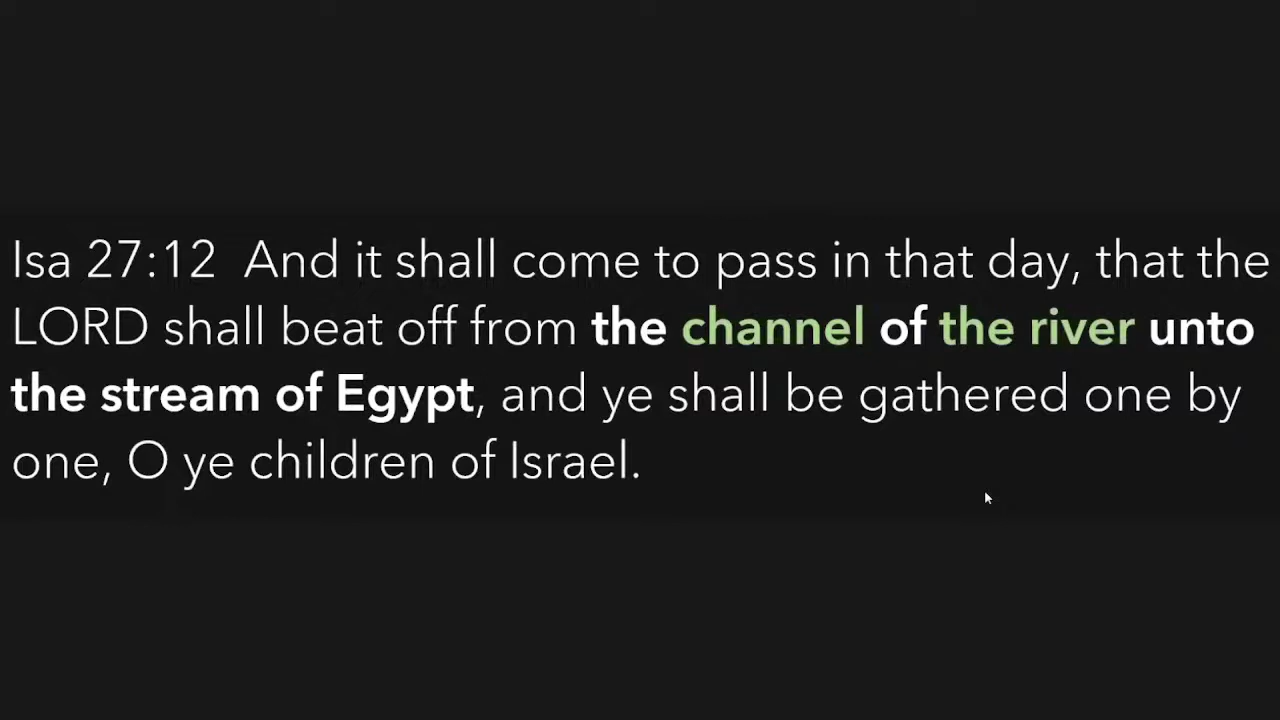 Isa 27:12  And it shall come to pass in that day, that the
LORD shall beat off from the channel of the river unto
the stream of Egypt, and ye shall be gathered one by
one, O ye children of Israel.